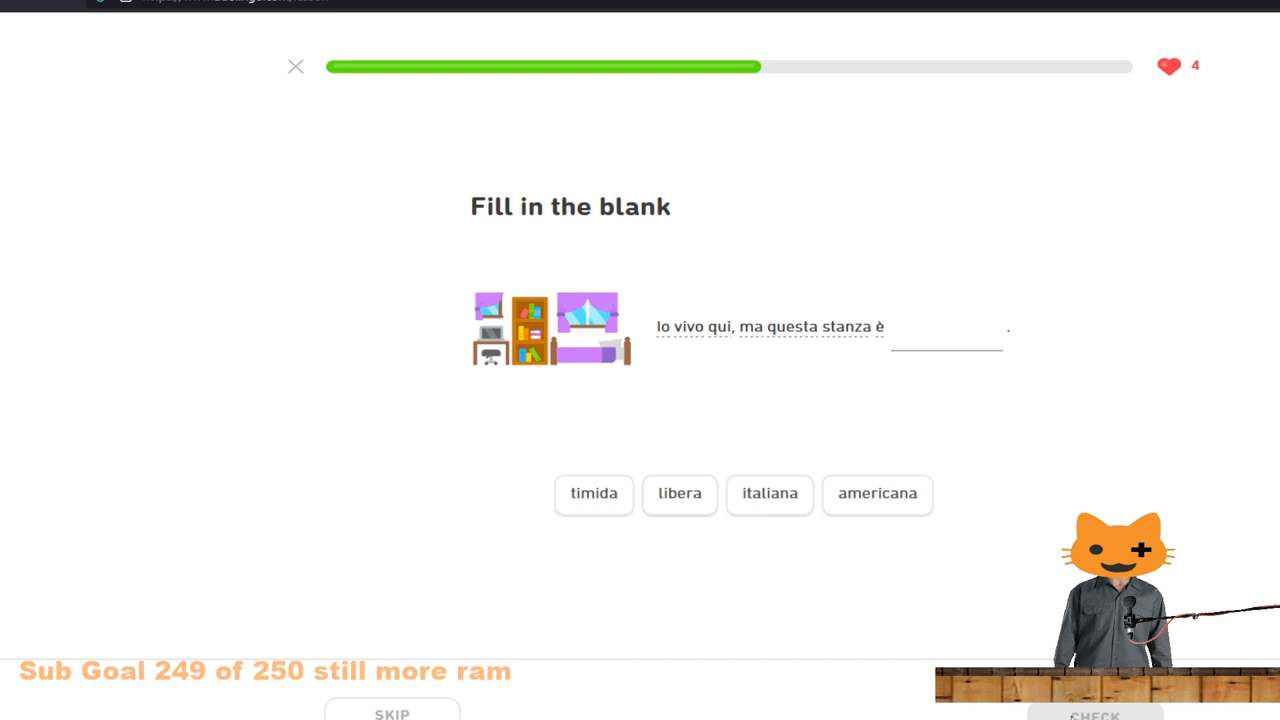 4
Fill in the blank
Io vivo qui, ma questa stanza è .
timida libera italiana americana
Sub Goal 249 of 250 still more ram
SKIP
CHECK